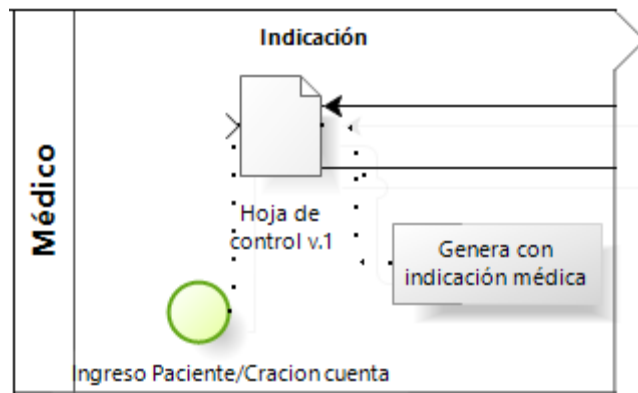 Indicación
Médico
Hoja de
control v.1
Genera con
indicación médica
Ingreso Paciente/Cracion cuenta